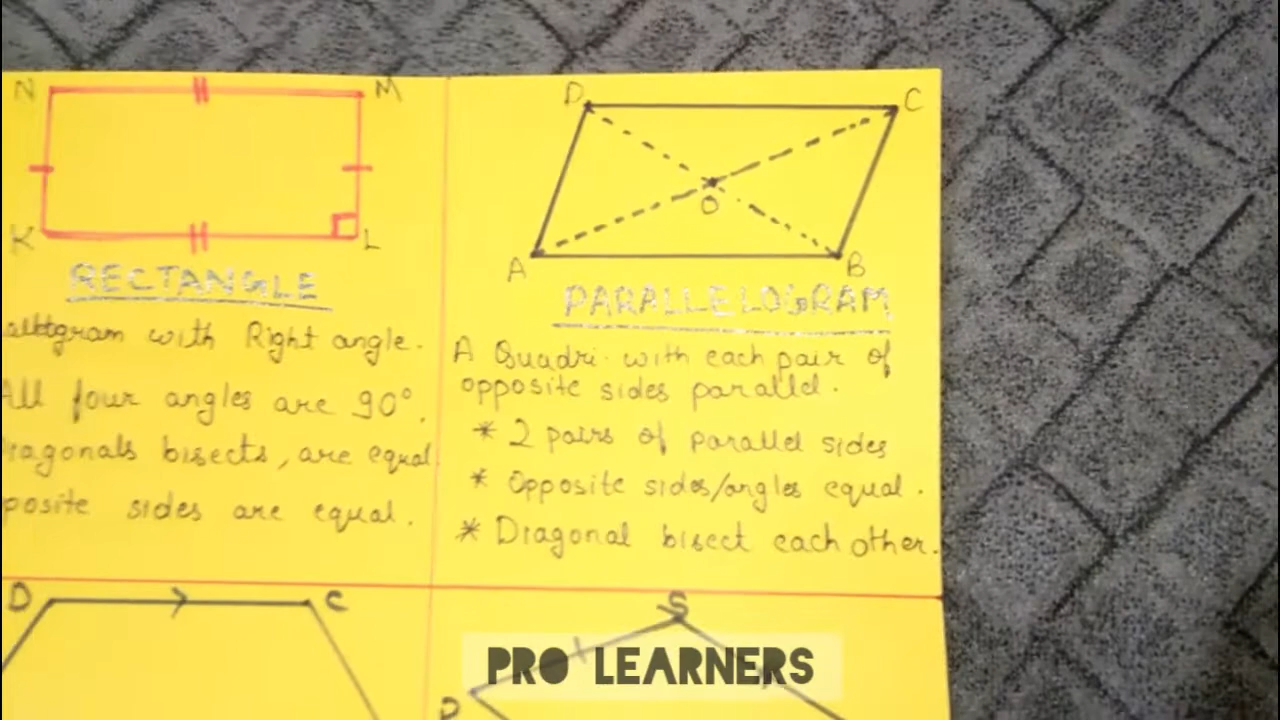 N
M
K
L
RECTANGLE
with Right angle.
All four angles are 90°.
Diagonals bisects, are equal
posite sides are equal.
D
C
O
A
B
PARALLELOGRAM
A Quadri. with each pair of
opposite sides parallel.
* 2 pairs of parallel sides
* Opposite sides/angles equal.
* Diagonal bisect each other.
D
C
S
P
PRO LEARNERS